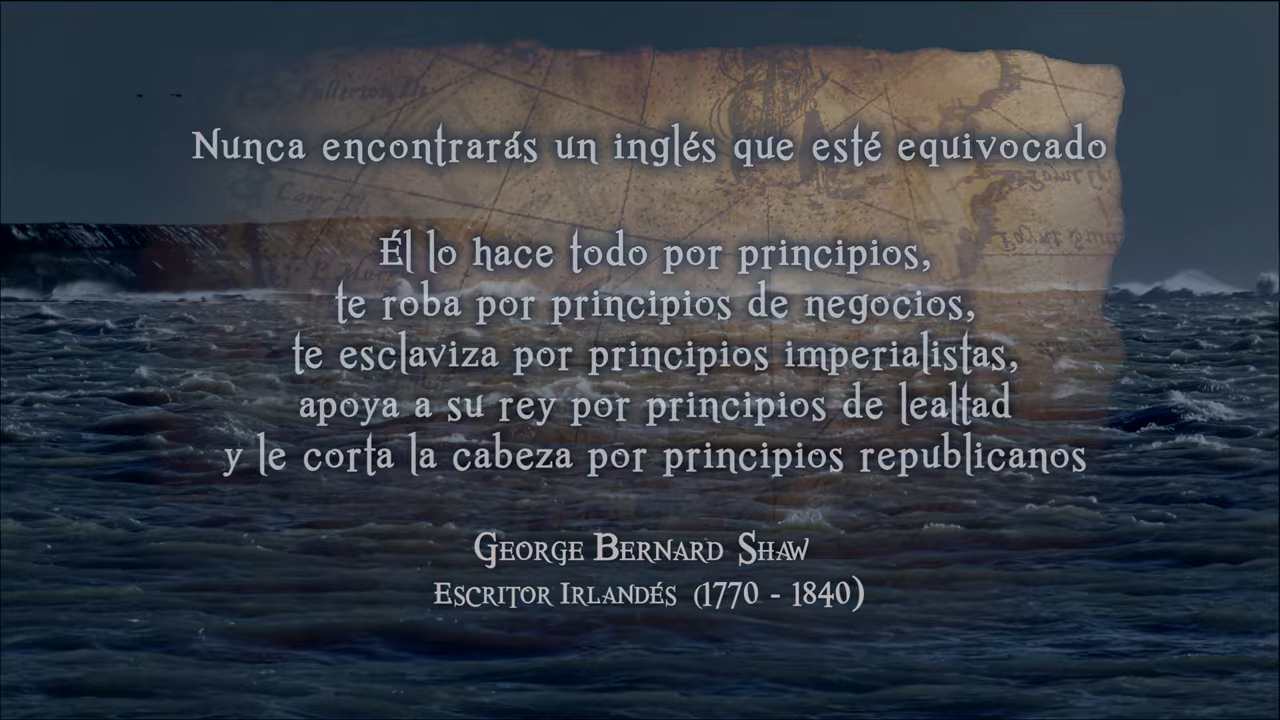 Nunca encontrarás un inglés que esté equivocado
Él lo hace todo por principios,
te roba por principios de negocios,
te esclaviza por principios imperialistas,
apoya a su rey por principios de lealtad
y le corta la cabeza por principios republicanos
George Bernard Shaw
Escritor Irlandés (1770 - 1840)